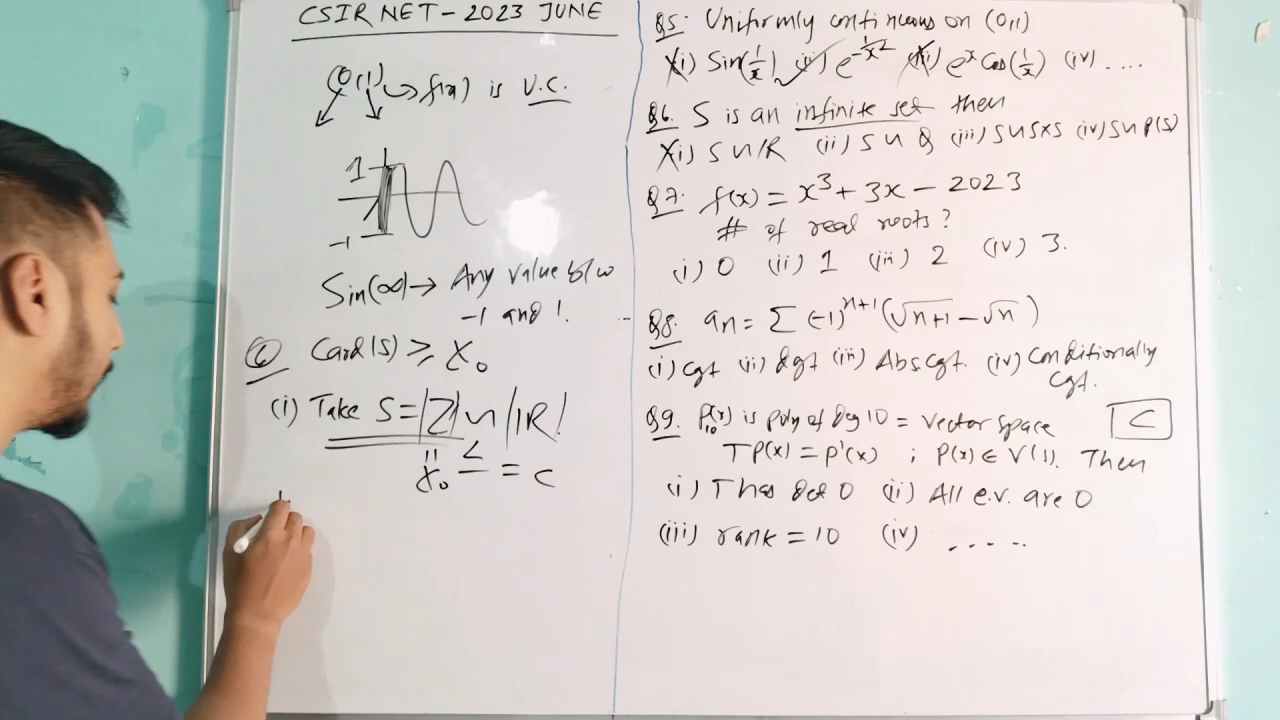 CSIR NET - 2023 JUNE
(0,1) → f(x) is U.C.
1
-1
Sin(∞) → Any value b/w
-1 and 1.
⑥ Card(S) ≥ ℵ₀
(i) Take S = |Z| ~ |R|
ℵ₀ < = c
Q5. Uniformly continuous on (0,1)
(i) Sin(1/x) (ii) e^{-1/x²} (iii) e^x Cos(1/x) (iv) ....
Q6. S is an infinite set then
(i) S ~ R (ii) S ~ Q (iii) S ~ S×S (iv) S ~ P(S)
Q7. f(x) = x³ + 3x - 2023
# of real roots?
(i) 0 (ii) 1 (iii) 2 (iv) 3.
Q8. aₙ = Σ (-1)^{n+1} (√n+1 - √n)
(i) cgt (ii) dgt (iii) Abs cgt. (iv) Conditionally
cgt.
Q9. P₁₀(x) is poly of deg 10 = vector space C
TP(x) = p'(x) ; P(x) ∈ V(s). Then
(i) T has det 0 (ii) All e.v. are 0
(iii) rank = 10 (iv) .....